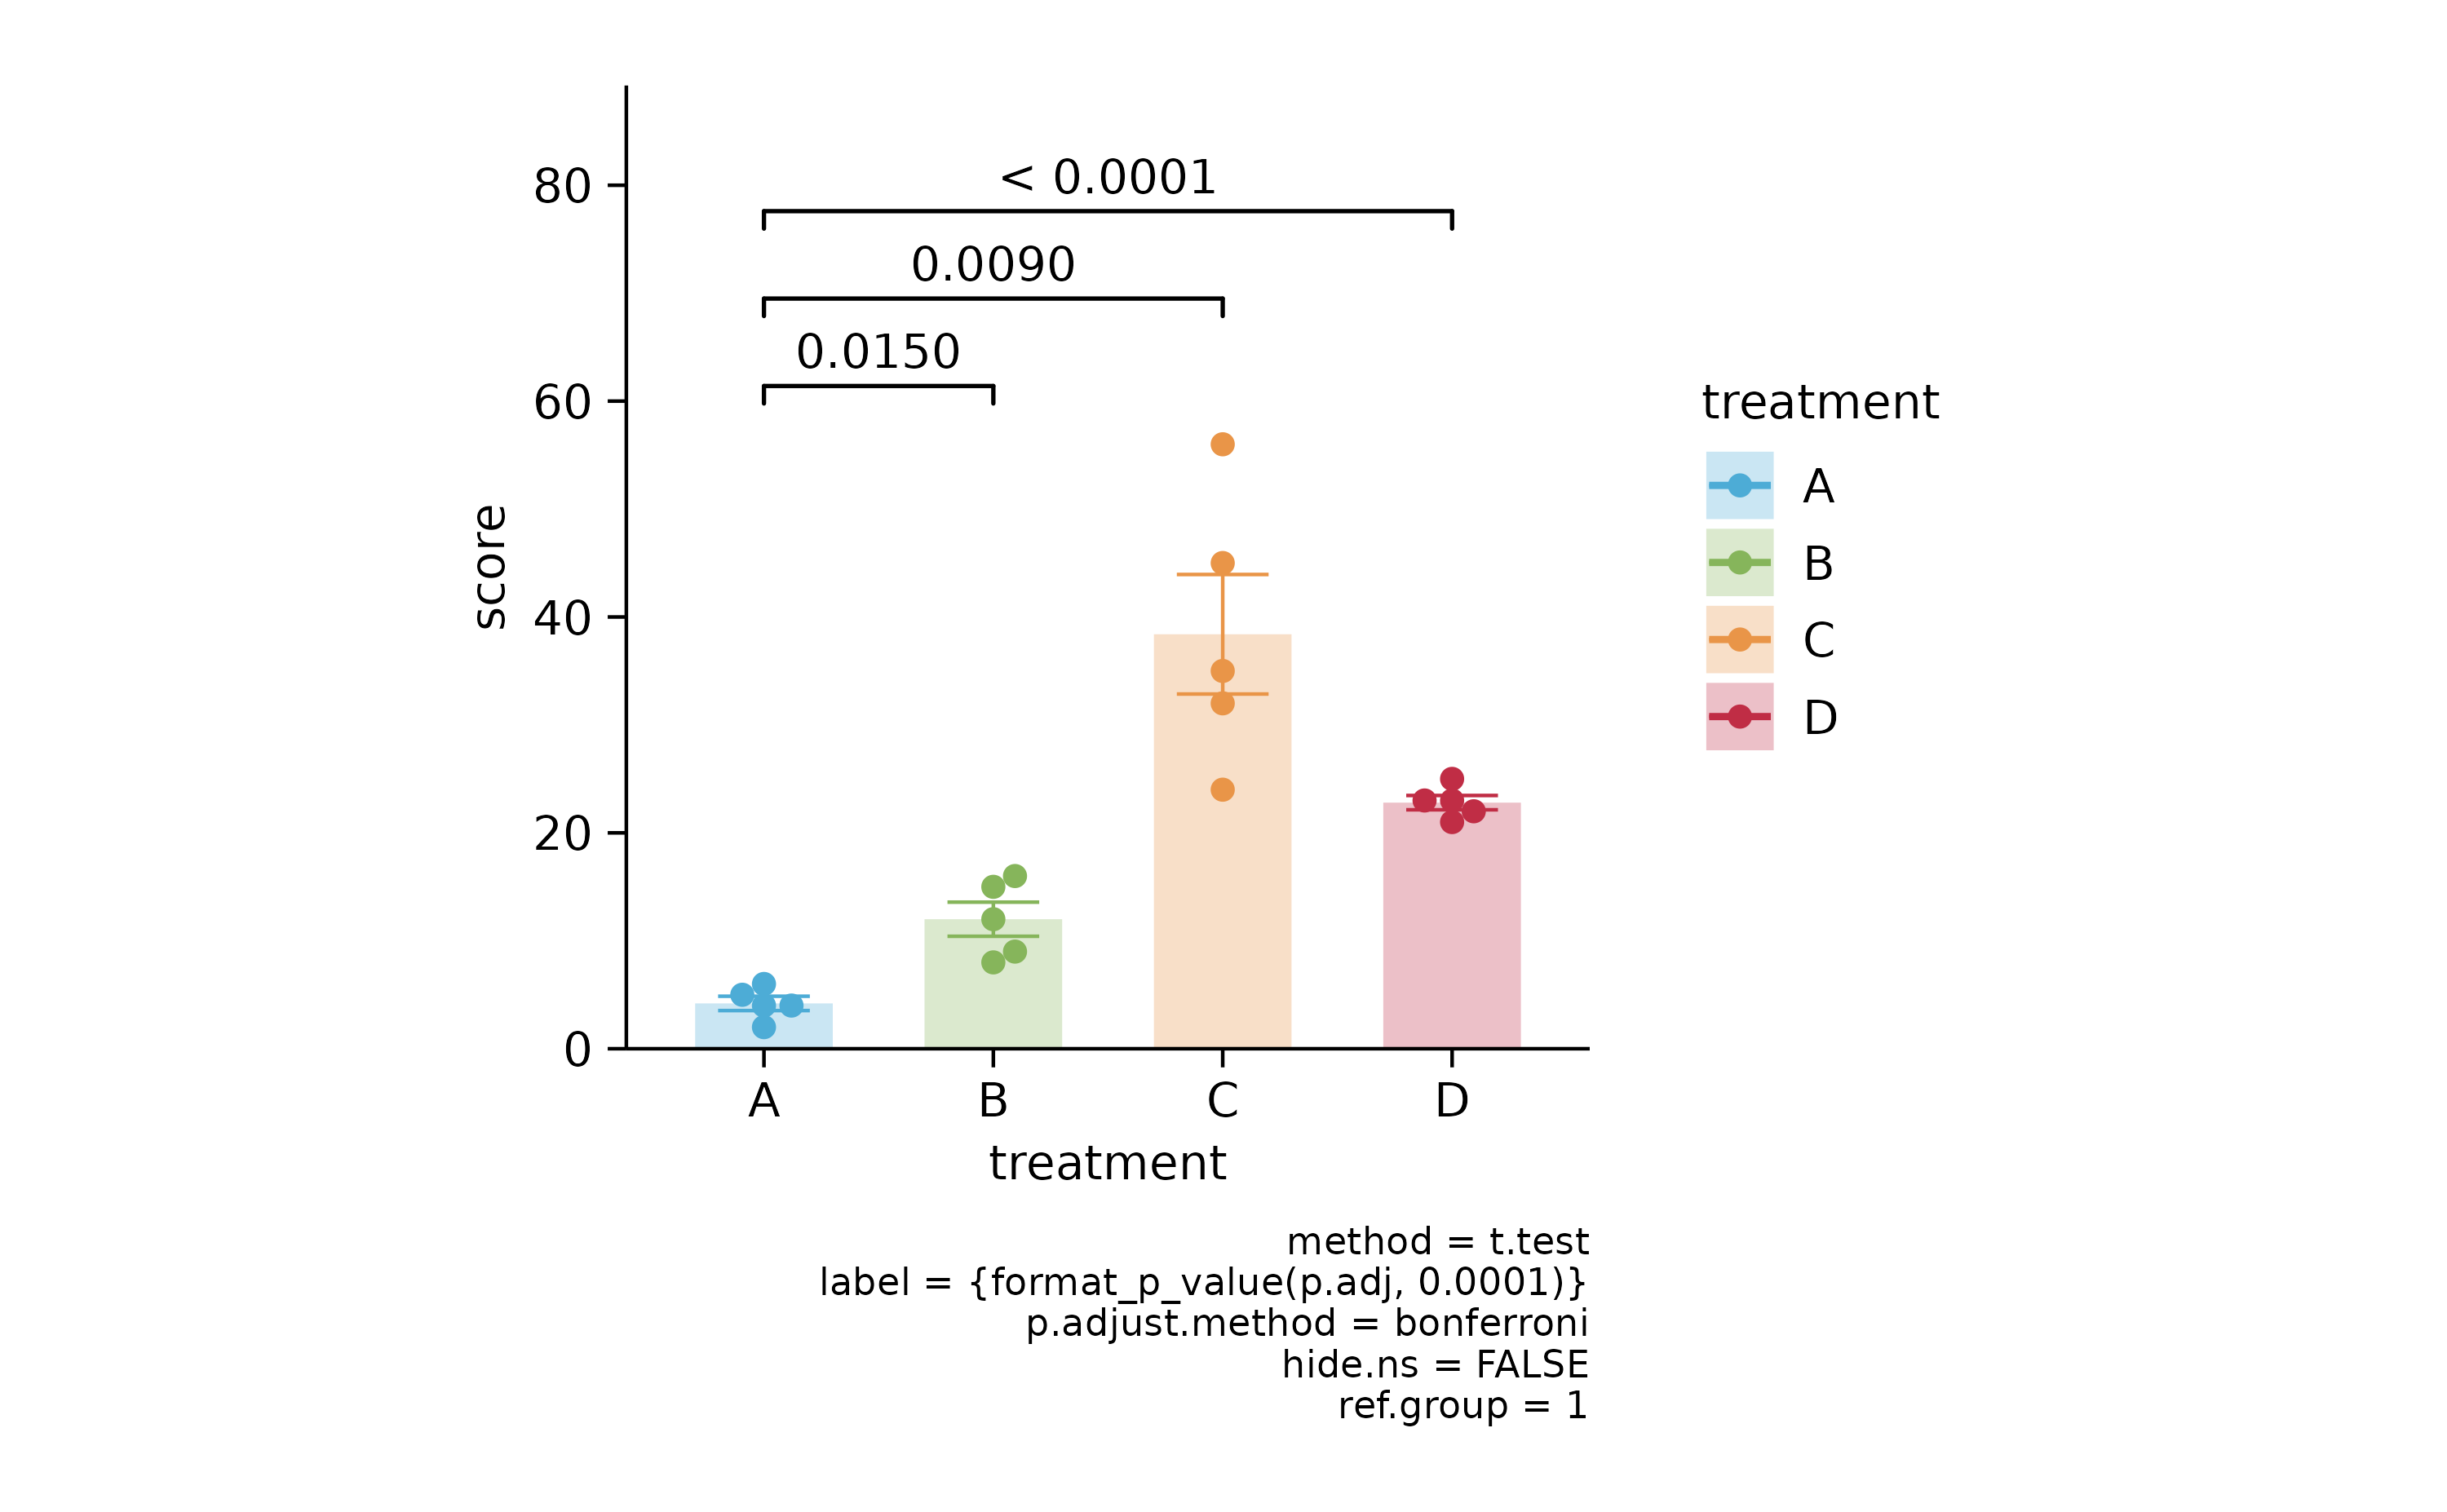 < 0.0001
80
0.0090
0.0150
60
treatment
A
B
C
D
score
40
20
0
A B C D
treatment
method = t.test
label = {format_p_value(p.adj, 0.0001)}
p.adjust.method = bonferroni
hide.ns = FALSE
ref.group = 1